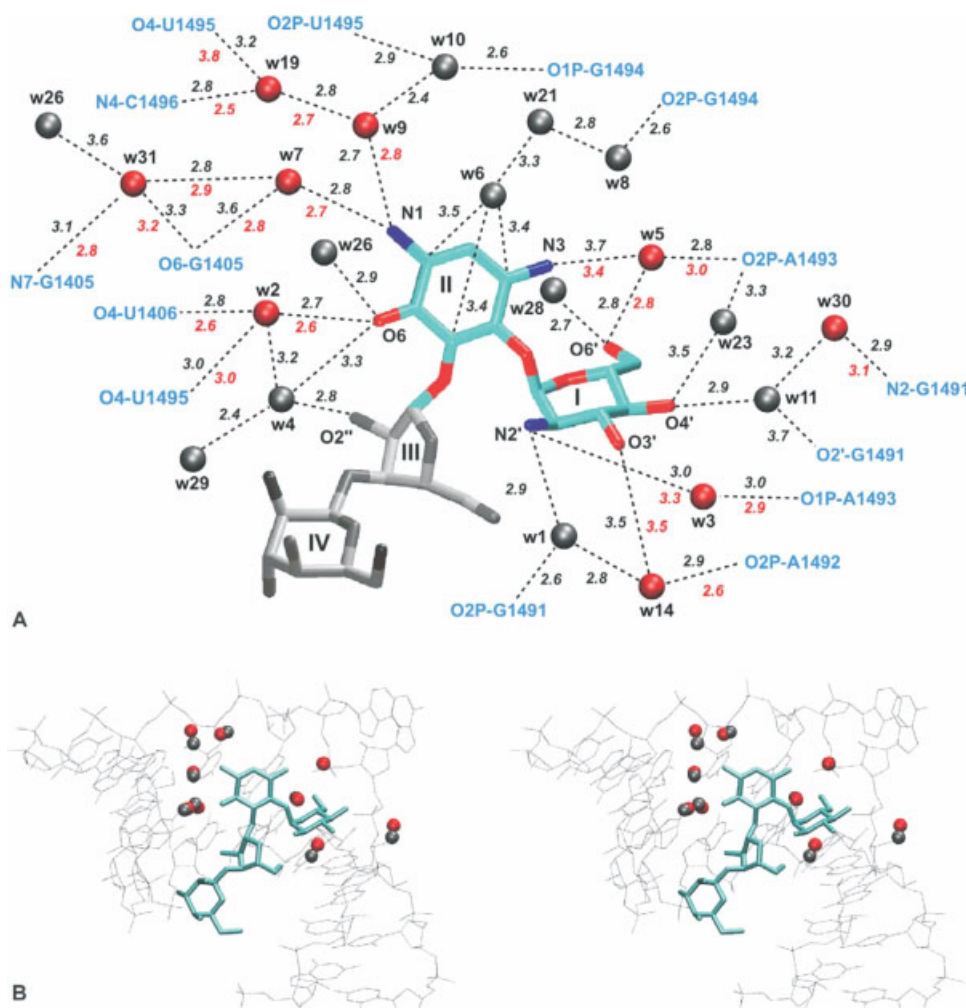 O4-U1495
O2P-U1495
w10
2.6
O1P-G1494
3.2
3.8
w19
2.9
w21
O2P-G1494
w26
2.8
N4-C1496
2.5
2.8
2.7
2.4
w9
2.8
2.6
w8
3.6
w31
2.8
2.9
w7
2.7
2.8
w6
3.3
3.1
2.8
3.3
3.2
3.6
2.8
2.8
2.7
N1
3.5
3.4
N3
3.7
3.4
w5
2.8
3.0
O2P-A1493
N7-G1405
O6-G1405
w26
2.9
II
3.4
w28
2.7
2.8
2.8
3.3
w30
O4-U1406
2.8
2.6
w2
2.7
2.6
O6
O6'
w23
3.5
3.2
2.9
3.1
N2-G1491
3.0
3.0
3.2
3.3
I
2.9
w11
O4-U1495
w4
2.8
O2''
III
N2'
O3'
O4'
3.7
O2'-G1491
2.4
w29
2.9
3.0
3.3
w3
3.0
2.9
O1P-A1493
IV
w1
3.5
3.5
2.6
2.8
w14
2.9
2.6
O2P-A1492
O2P-G1491
A
B